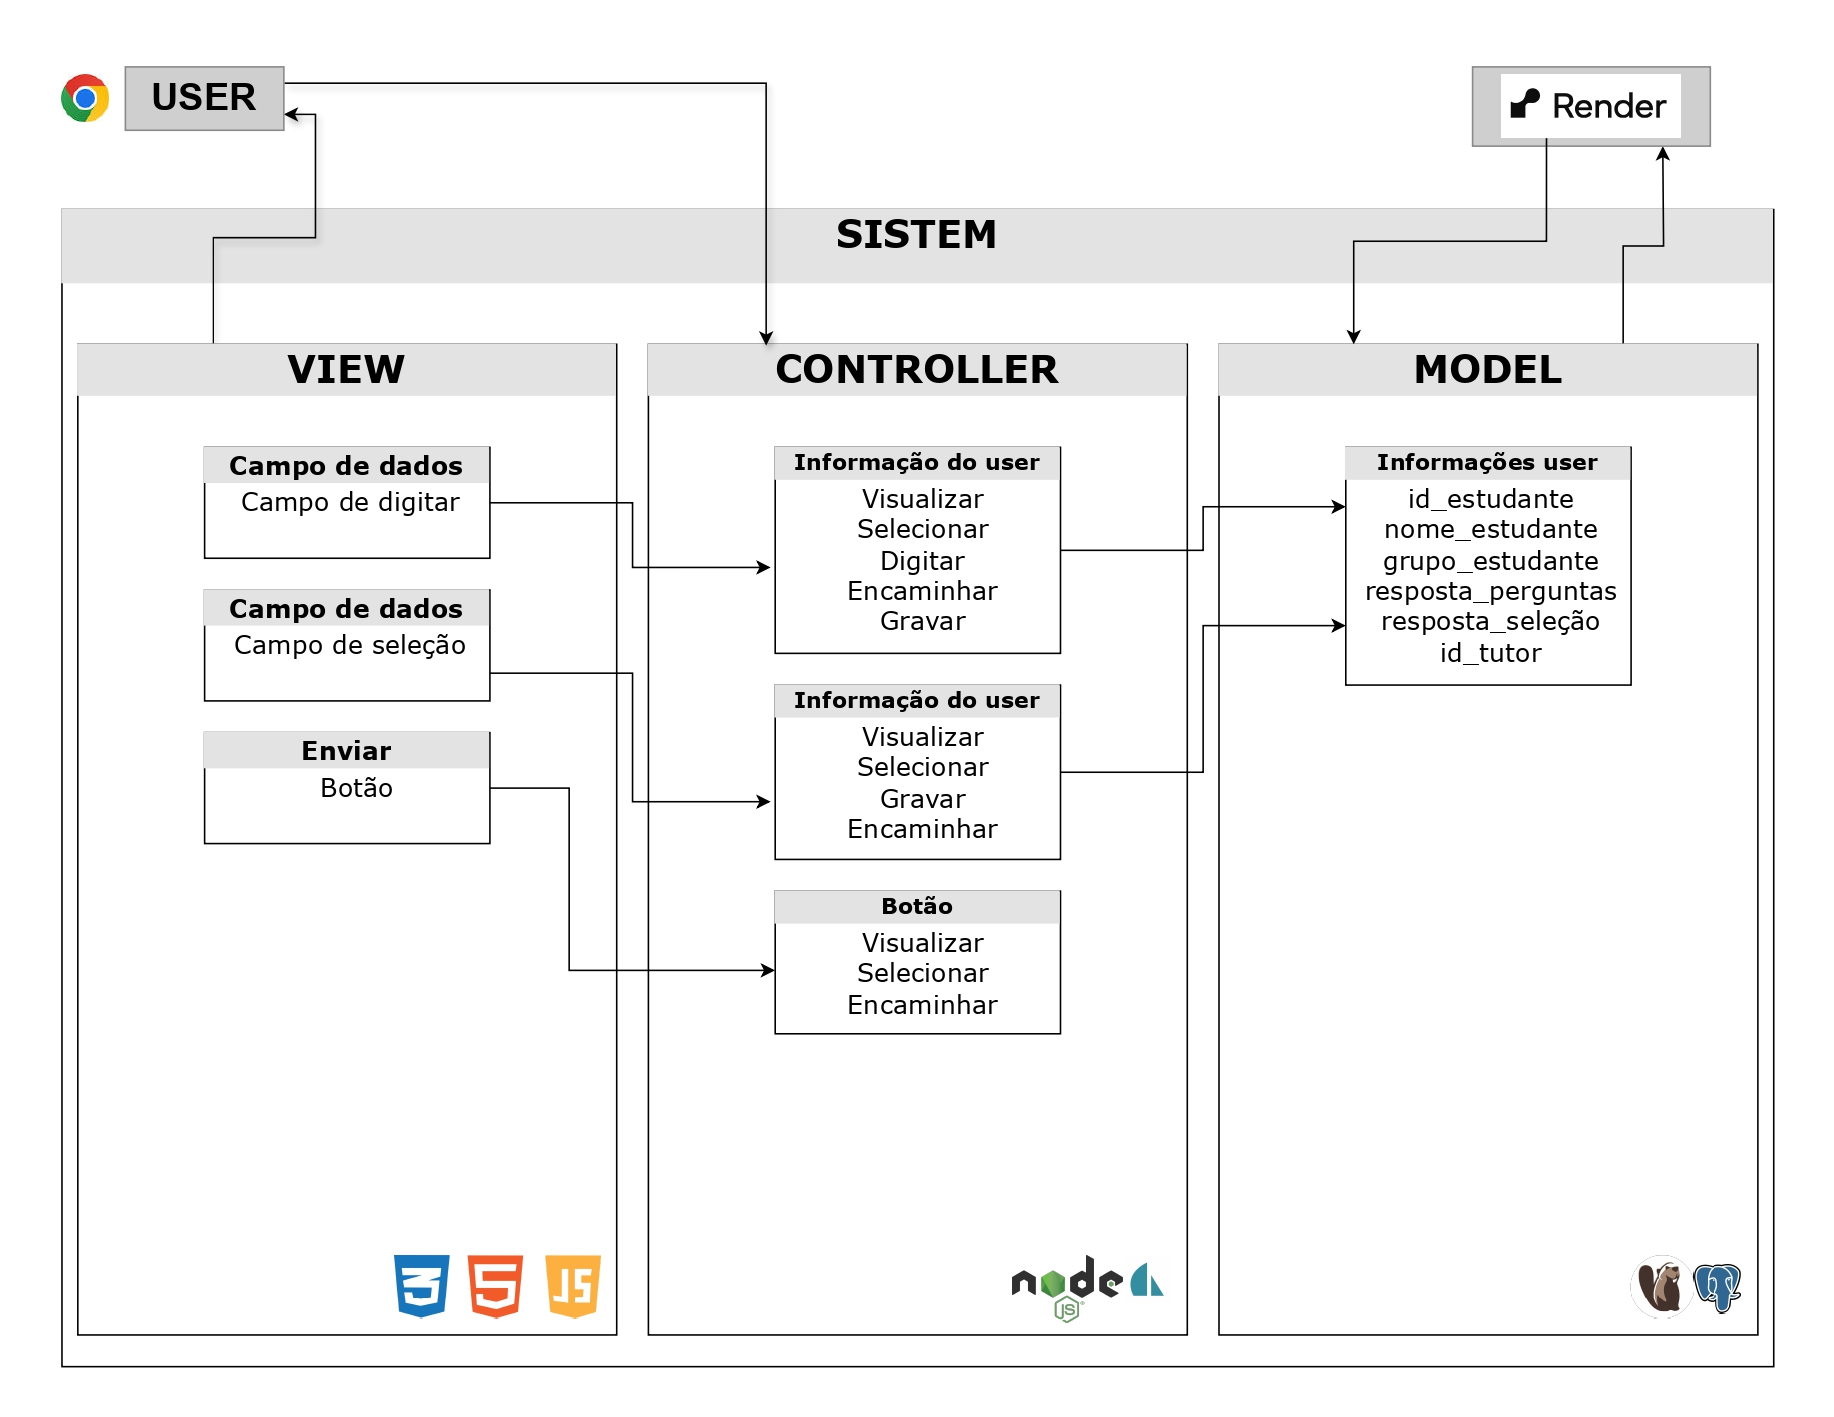 USER
Render
SISTEM
VIEW
Campo de dados
Campo de digitar
Campo de dados
Campo de seleção
Enviar
Botão
CONTROLLER
Informação do user
Visualizar
Selecionar
Digitar
Encaminhar
Gravar
Informação do user
Visualizar
Selecionar
Gravar
Encaminhar
Botão
Visualizar
Selecionar
Encaminhar
MODEL
Informações user
id_estudante
nome_estudante
grupo_estudante
resposta_perguntas
resposta_seleção
id_tutor
3
5
JS
node
JS